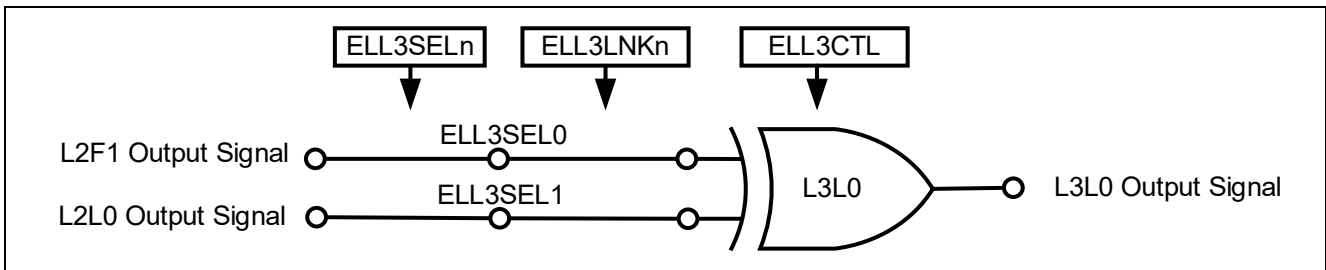 ELL3SELn ELL3LNKn ELL3CTL
ELL3SEL0
L2F1 Output Signal
L3L0
L3L0 Output Signal
ELL3SEL1
L2L0 Output Signal